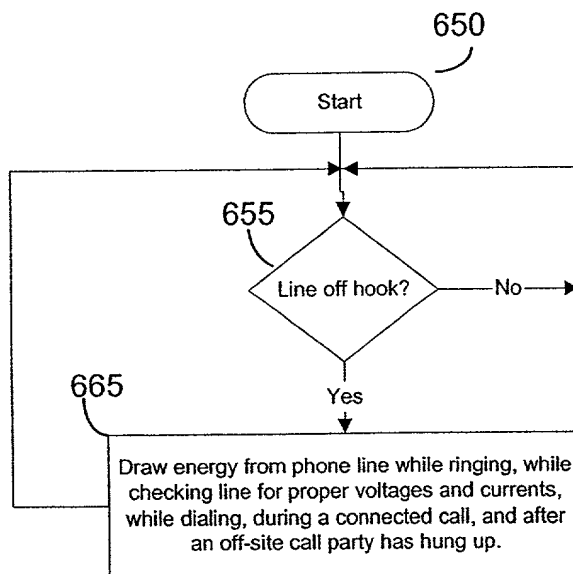 650
Start
655
Line off hook?
No
Yes
665
Draw energy from phone line while ringing, while
checking line for proper voltages and currents,
while dialing, during a connected call, and after
an off-site call party has hung up.